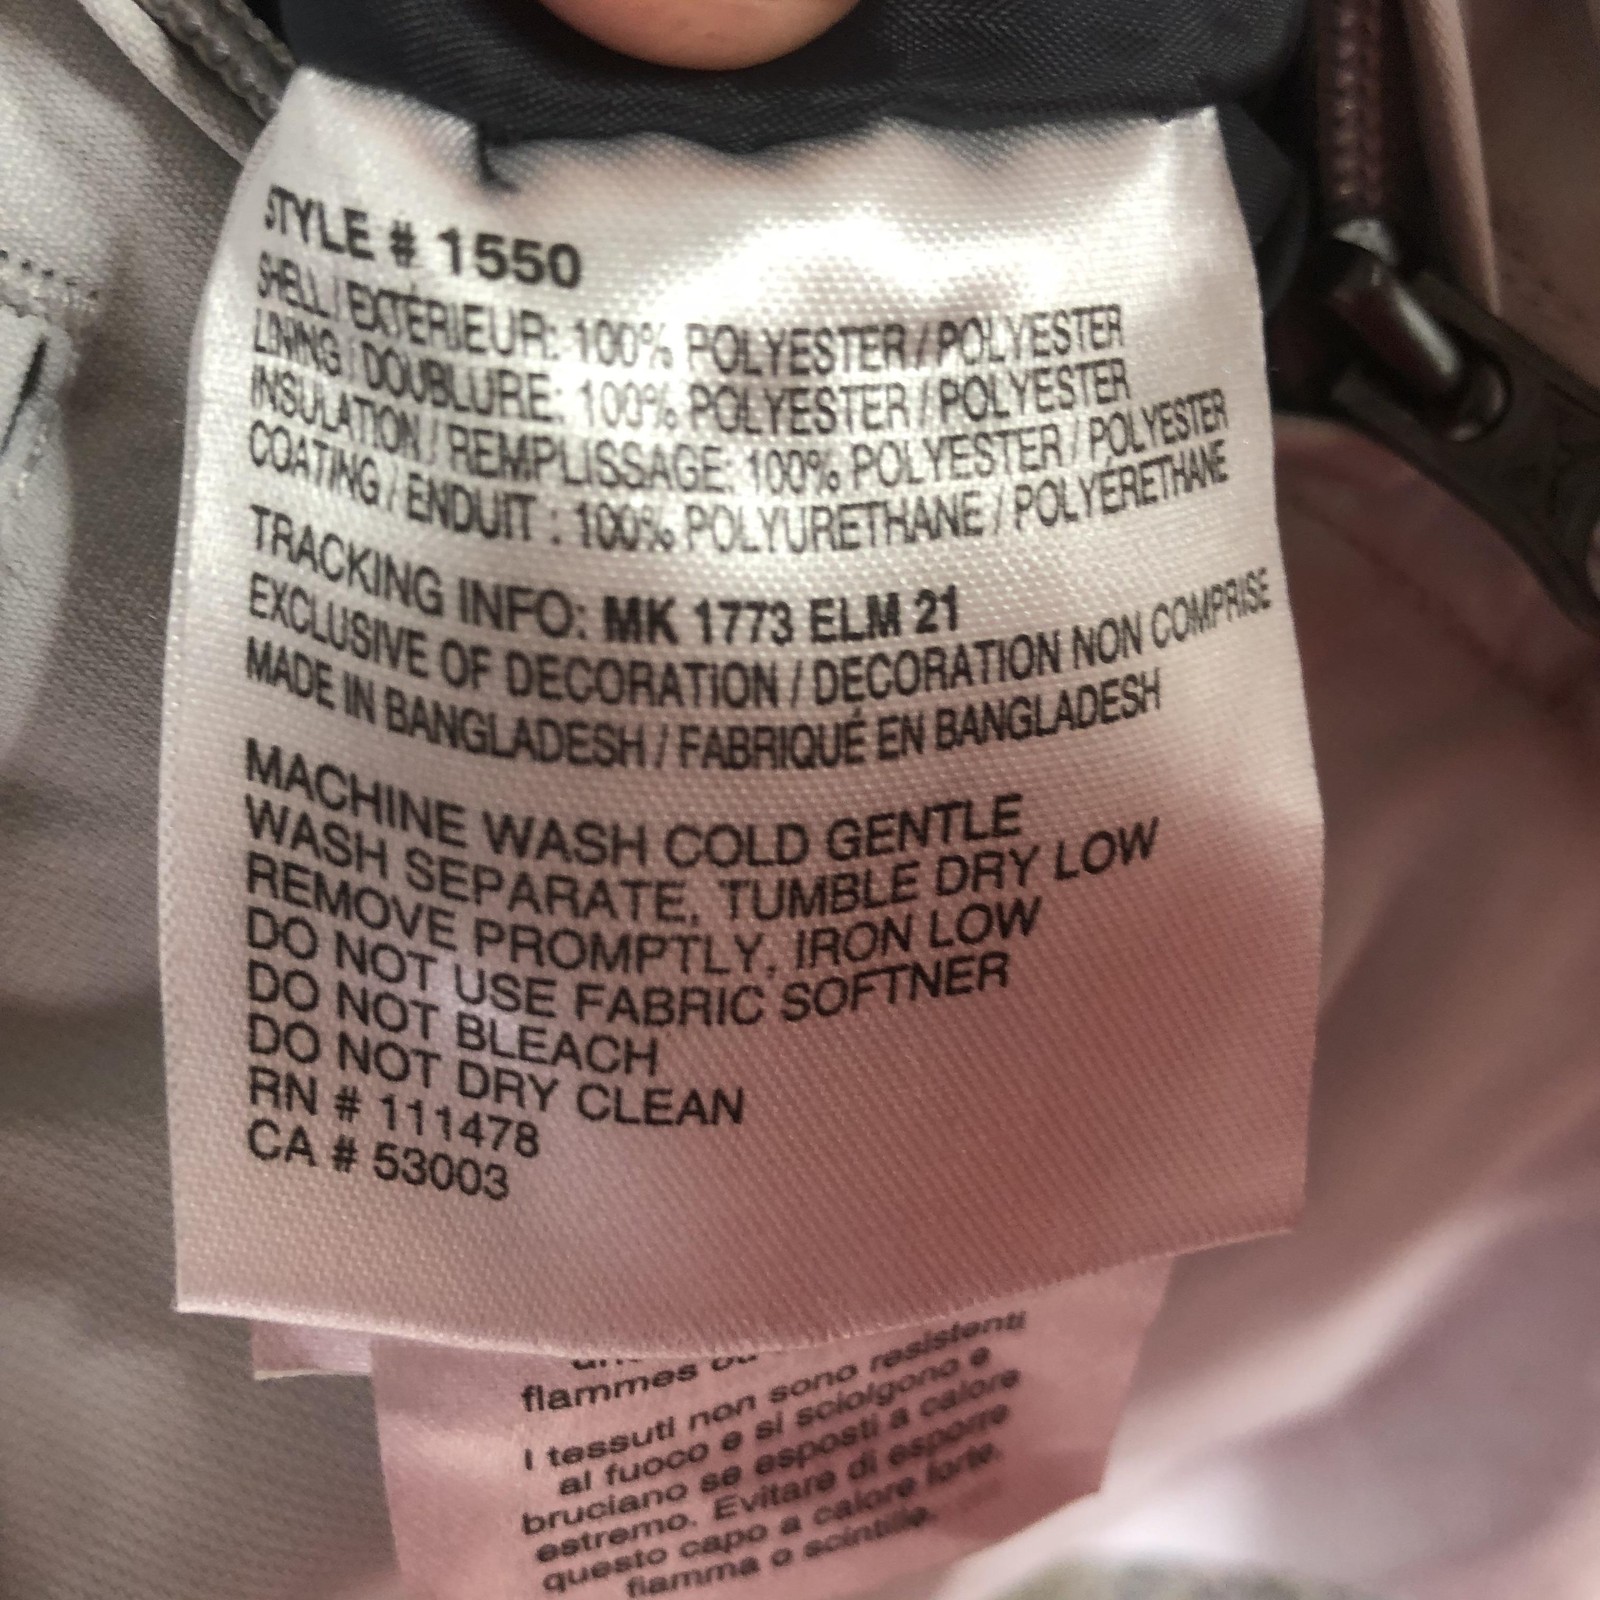 STYLE # 1550
SHELL / EXTÉRIEUR: 100% POLYESTER / POLYESTER
LINING / DOUBLURE: 100% POLYESTER / POLYESTER
INSULATION / REMPLISSAGE: 100% POLYESTER / POLYESTER
COATING / ENDUIT : 100% POLYURETHANE / POLYÉRETHANE
TRACKING INFO: MK 1773 ELM 21
EXCLUSIVE OF DECORATION / DECORATION NON COMPRISE
MADE IN BANGLADESH / FABRIQUÉ EN BANGLADESH
MACHINE WASH COLD GENTLE
WASH SEPARATE, TUMBLE DRY LOW
REMOVE PROMPTLY, IRON LOW
DO NOT USE FABRIC SOFTNER
DO NOT BLEACH
DO NOT DRY CLEAN
RN # 111478
CA # 53003
flammes ou
I tessuti non sono resistenti
al fuoco e si sciolgono e
bruciano se esposti a calore
estremo. Evitare di esporre
questo capo a calore forte,
fiamma o scintille.